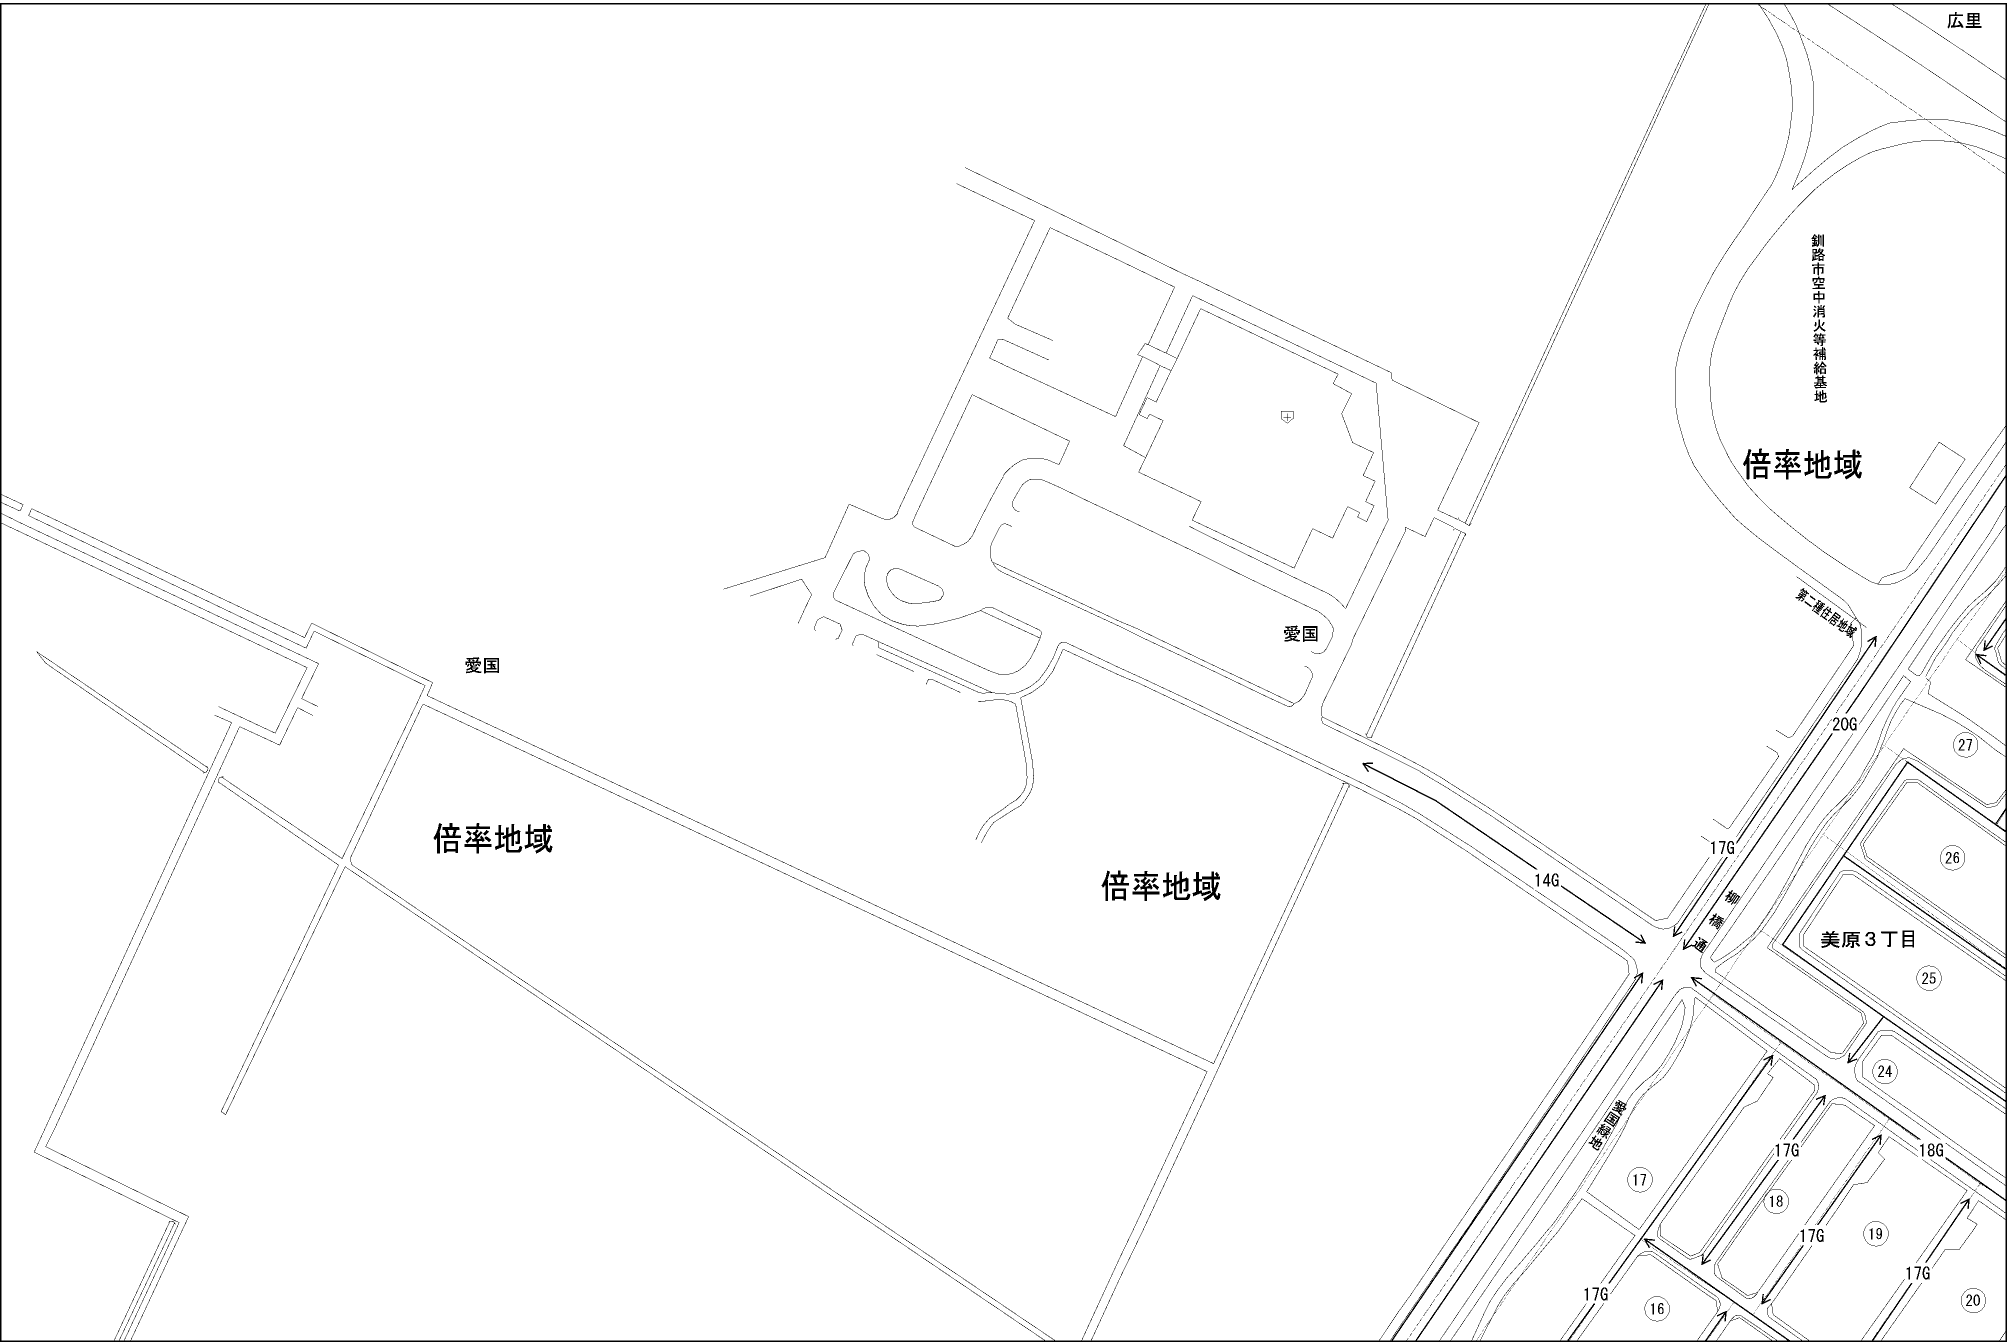 広里
釧路市空中消火等補給基地
倍率地域
第二種住居地域
愛国
愛国
20G
27
倍率地域
17G
26
14G
倍率地域
柳橋通
美原3丁目
25
24
愛国緑地
17G
18G
17
18
19
17G
17G
17G
16
20